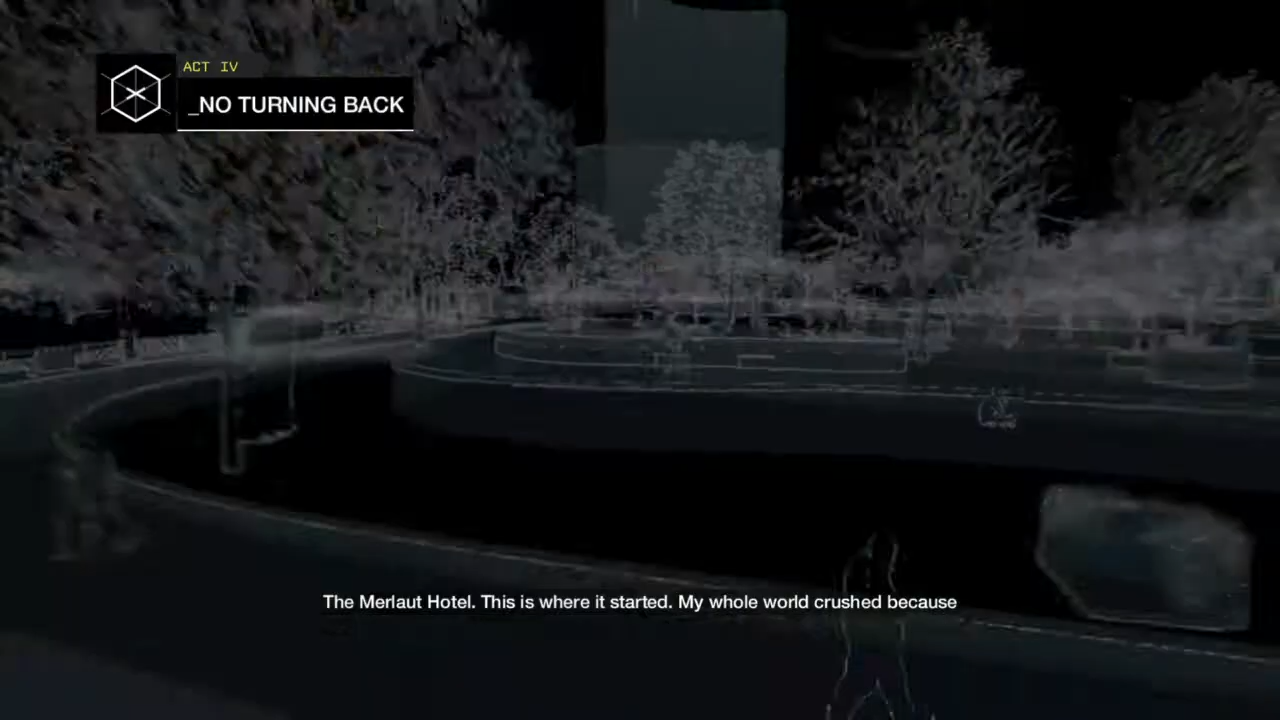 ACT IV
_NO TURNING BACK
The Merlaut Hotel. This is where it started. My whole world crushed because